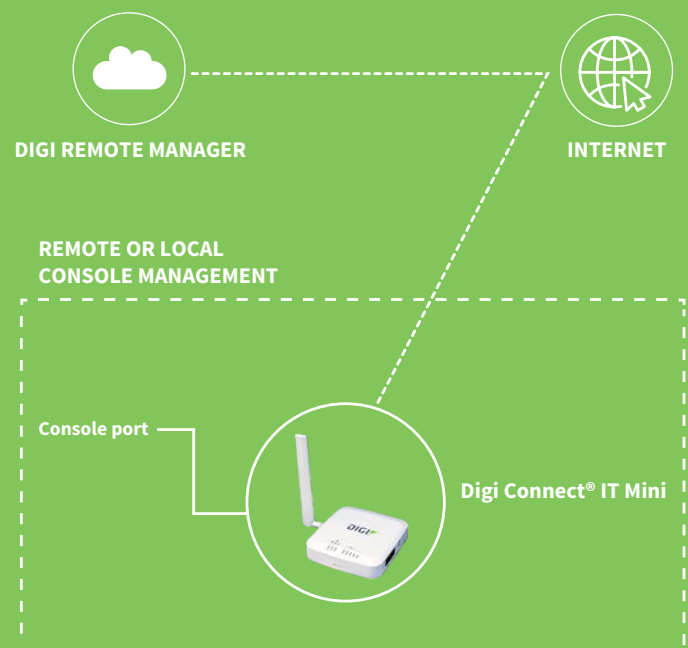 DIGI REMOTE MANAGER
INTERNET
REMOTE OR LOCAL
CONSOLE MANAGEMENT
Console port
Digi Connect® IT Mini
DIGI